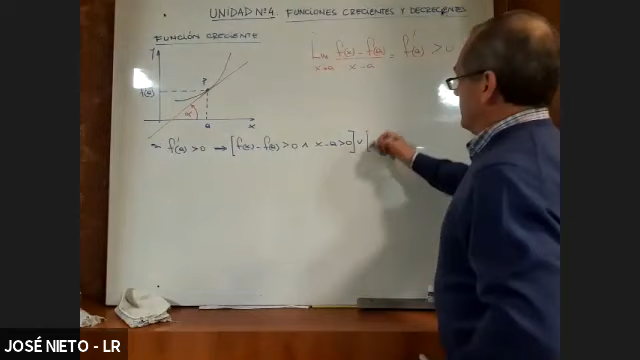 UNIDAD Nº4. FUNCIONES CRECIENTES Y DECRECIENTES
FUNCIÓN CRECIENTE
Y
P
f(a)
α
a
x
Lim f(x) - f(a) = f'(a) > 0
x→a x-a
f'(a) > 0 → [f(x) - f(a) > 0 ∧ x - a > 0] ∨ [
JOSÉ NIETO - LR